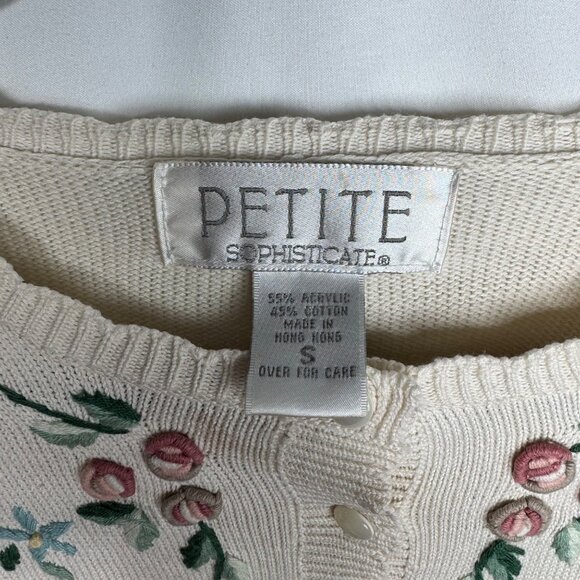 PETITE
SOPHISTICATE®
55% ACRYLIC
45% COTTON
MADE IN
HONG KONG
S
OVER FOR CARE